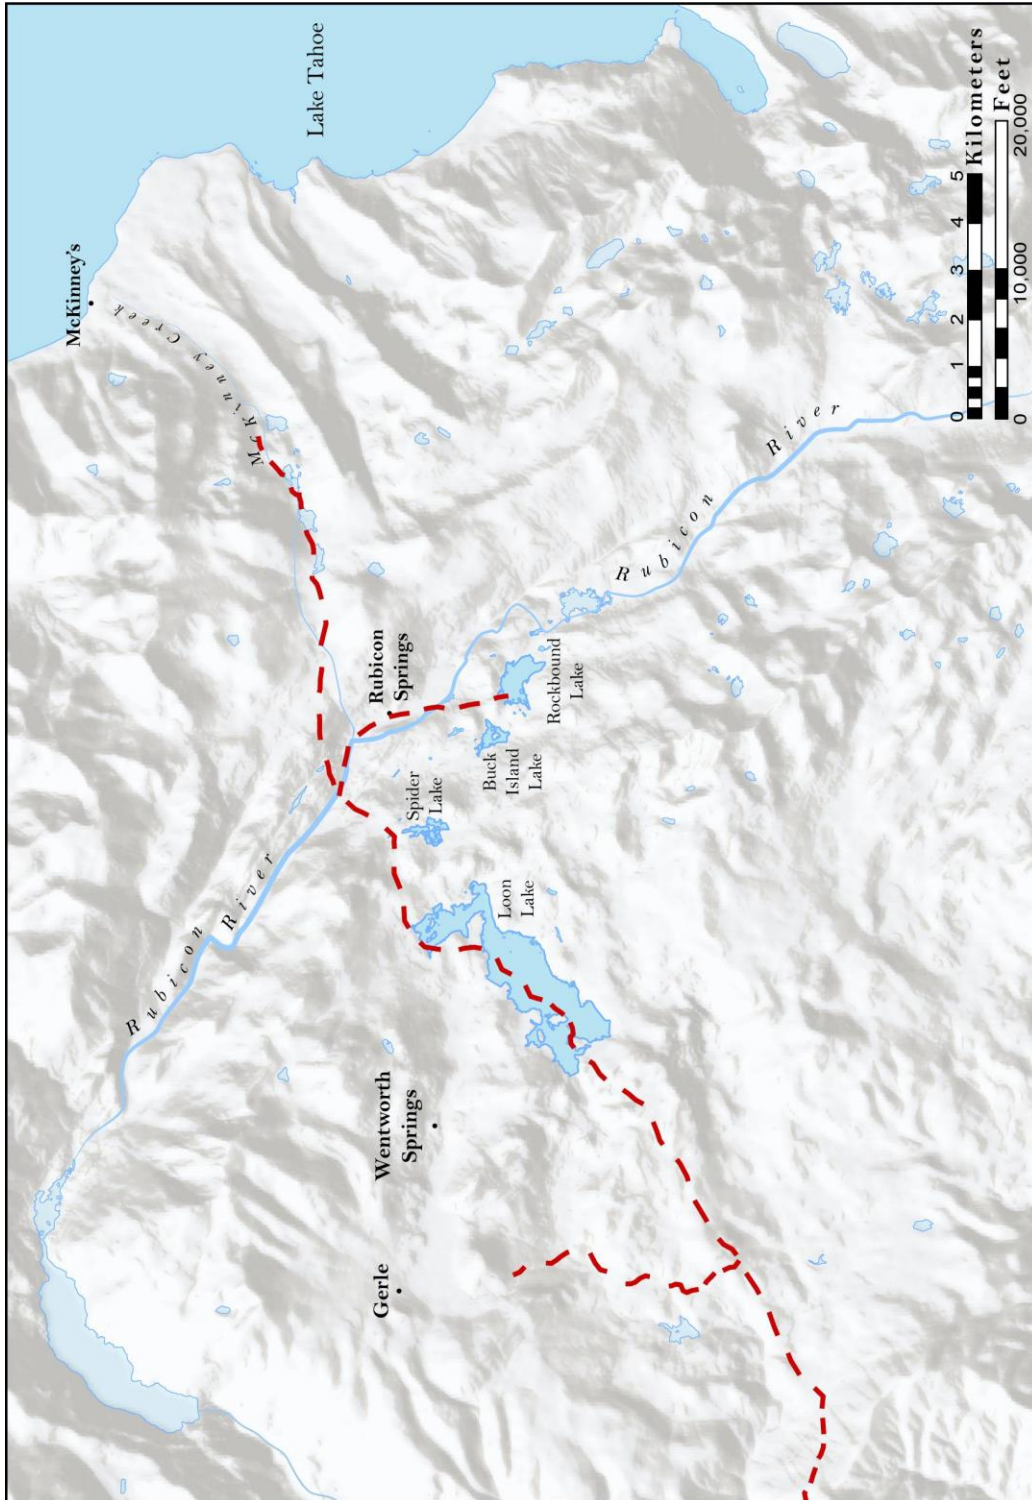 McKinney's
Lake Tahoe
McKinney Creek
Rubicon River
Rubicon
Springs
Rubicon River
Rockbound
Lake
Buck
Island
Lake
Spider
Lake
Loon
Lake
Wentworth
Springs
Gerle
0 1 2 3 4 5
Kilometers
Feet
0 10,000 20,000